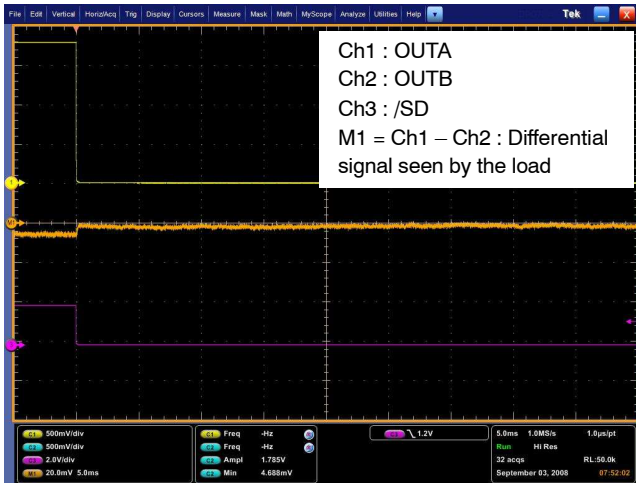 File Edit Vertical Horiz/Acq Trig Display Cursors Measure Mask Math MyScope Analyze Utilities Help Tek
Ch1 : OUTA
Ch2 : OUTB
Ch3 : /SD
M1 = Ch1 – Ch2 : Differential
signal seen by the load
1
M1
C1 500mV/div
C2 500mV/div
C3 2.0V/div
M1 20.0mV 5.0ms
C1 Freq -Hz
C2 Freq -Hz
C2 Ampl 1.785V
C2 Min 4.688mV
C3 1.2V
5.0ms 1.0MS/s 1.0µs/pt
Run Hi Res
32 acqs RL:50.0k
September 03, 2008 07:52:02